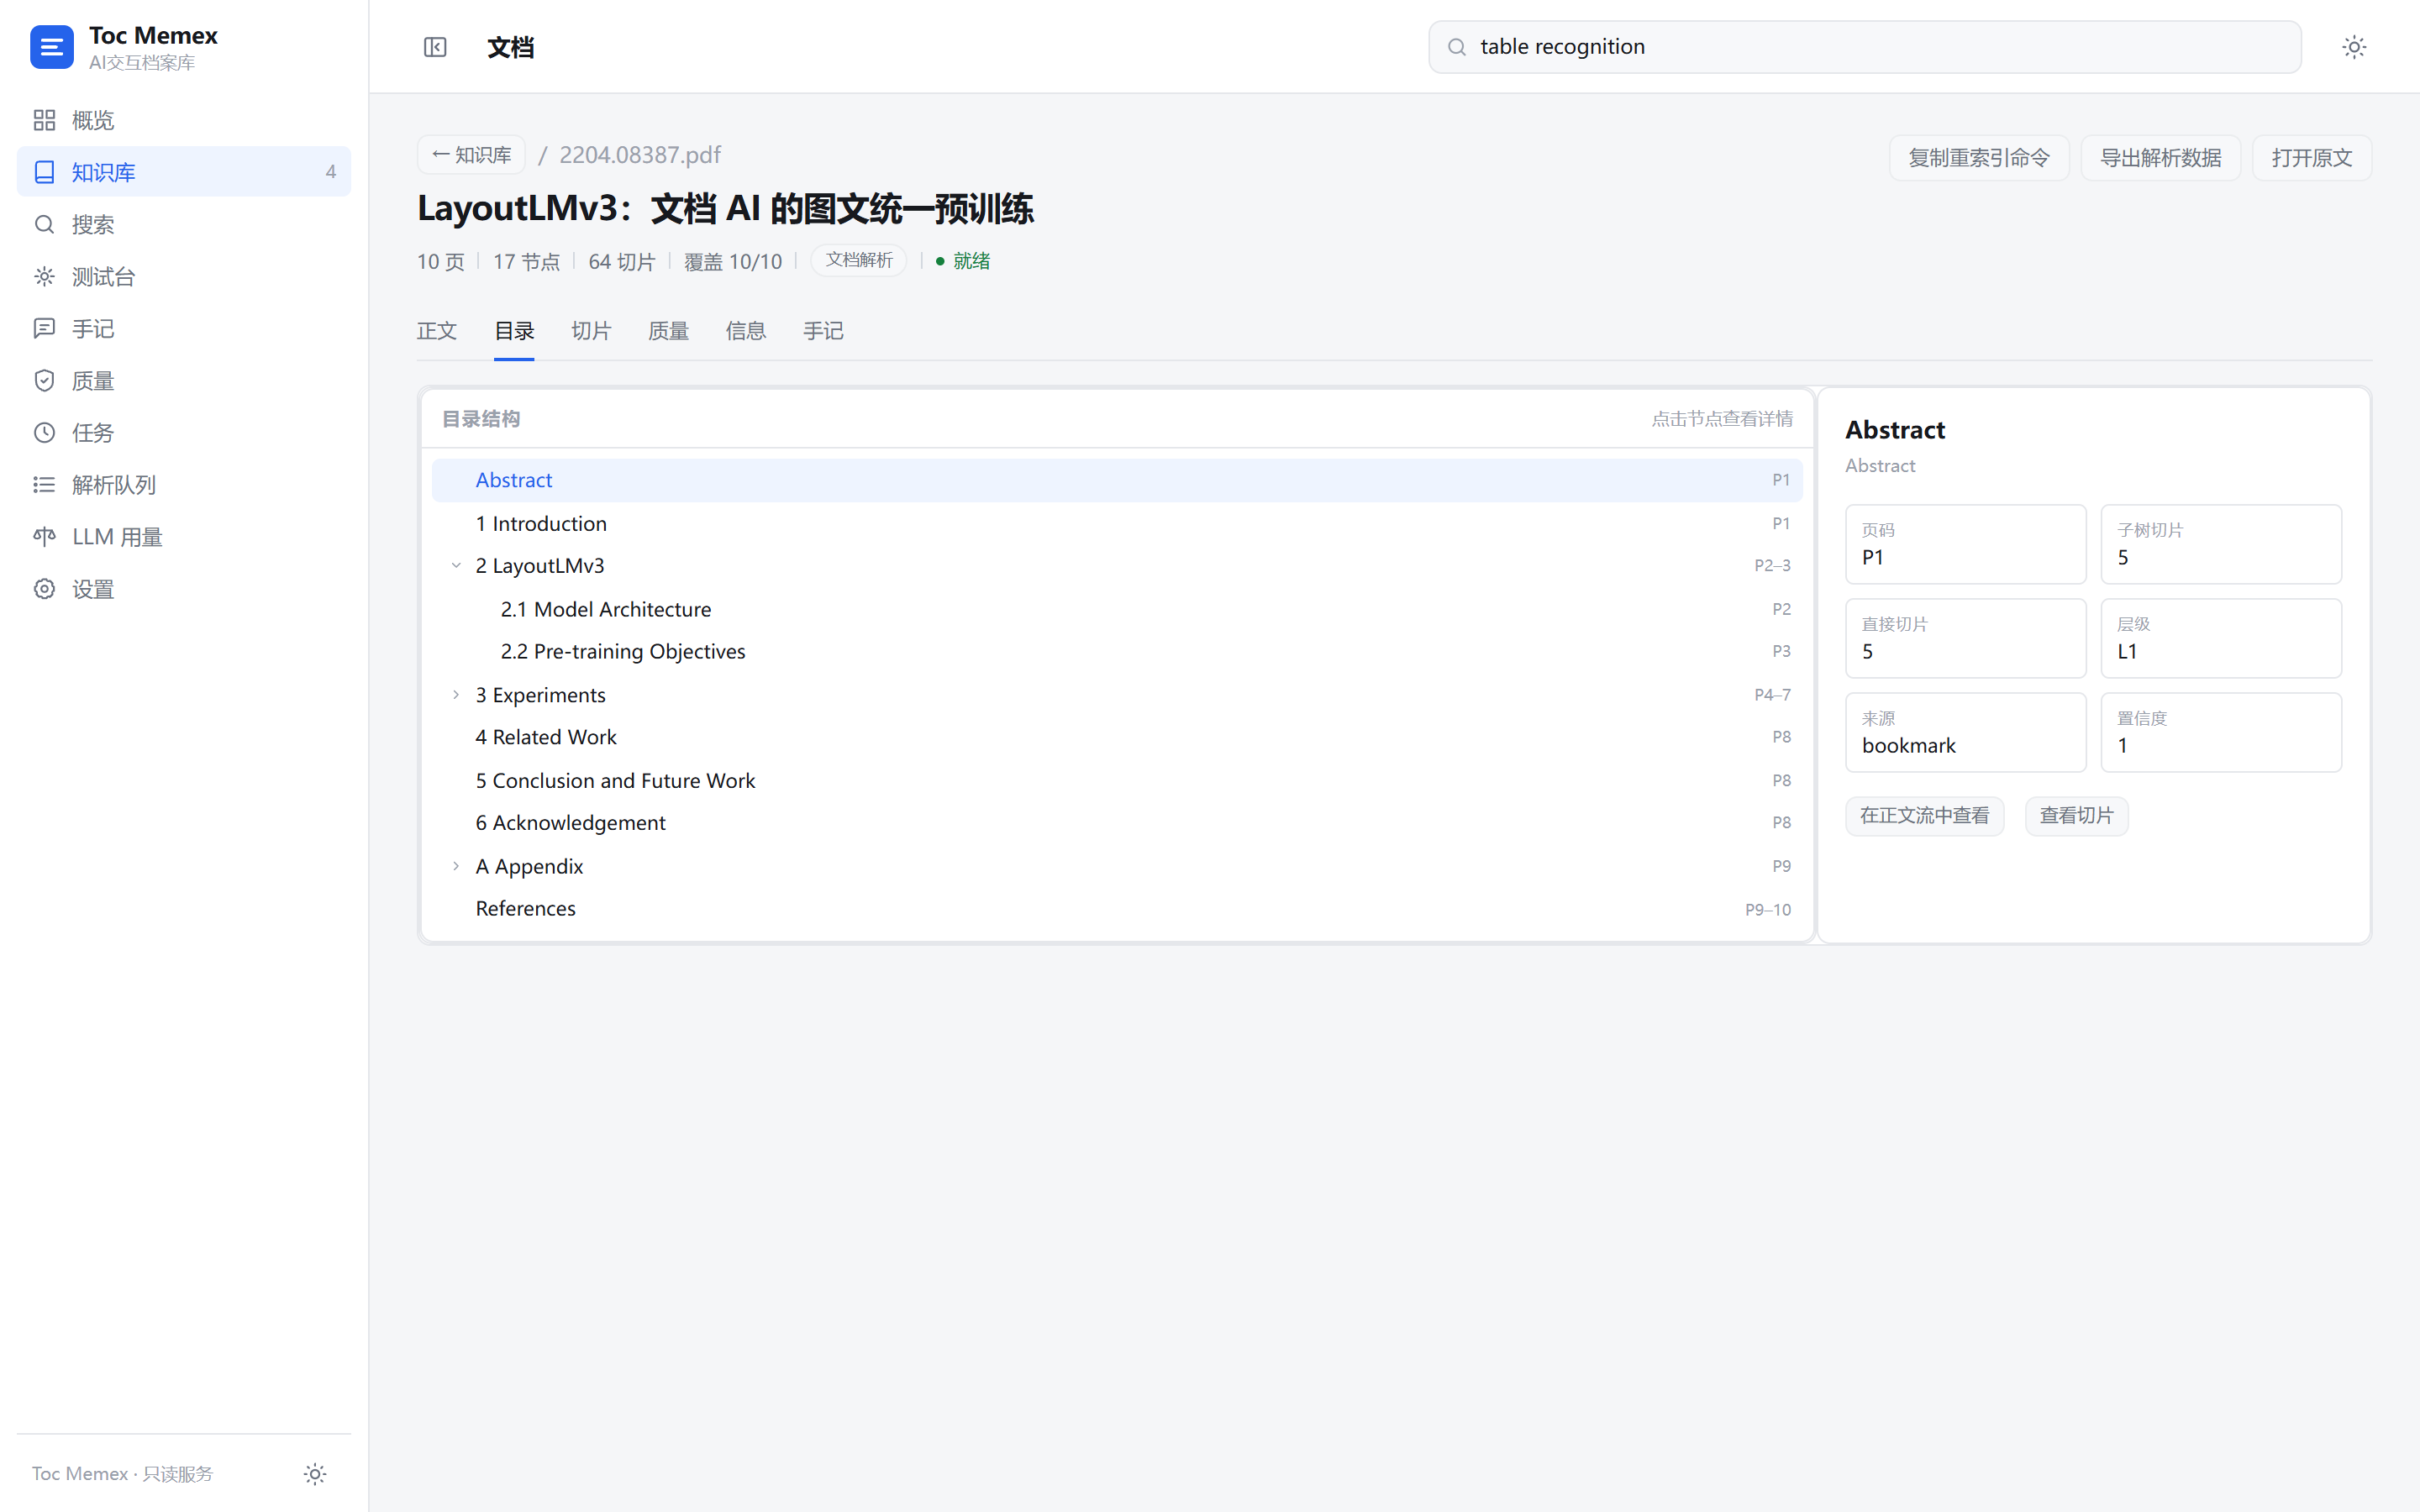 Toc Memex
AI交互档案库
概览
知识库 4
搜索
测试台
手记
质量
任务
解析队列
LLM 用量
设置
Toc Memex · 只读服务
文档
table recognition
← 知识库 / 2204.08387.pdf
复制重索引命令 导出解析数据 打开原文
LayoutLMv3：文档 AI 的图文统一预训练
10 页 17 节点 64 切片 覆盖 10/10 文档解析 就绪
正文 目录 切片 质量 信息 手记
目录结构 点击节点查看详情
Abstract P1
1 Introduction P1
2 LayoutLMv3 P2–3
2.1 Model Architecture P2
2.2 Pre-training Objectives P3
3 Experiments P4–7
4 Related Work P8
5 Conclusion and Future Work P8
6 Acknowledgement P8
A Appendix P9
References P9–10
Abstract
Abstract
页码 子树切片
P1 5
直接切片 层级
5 L1
来源 置信度
bookmark 1
在正文流中查看 查看切片